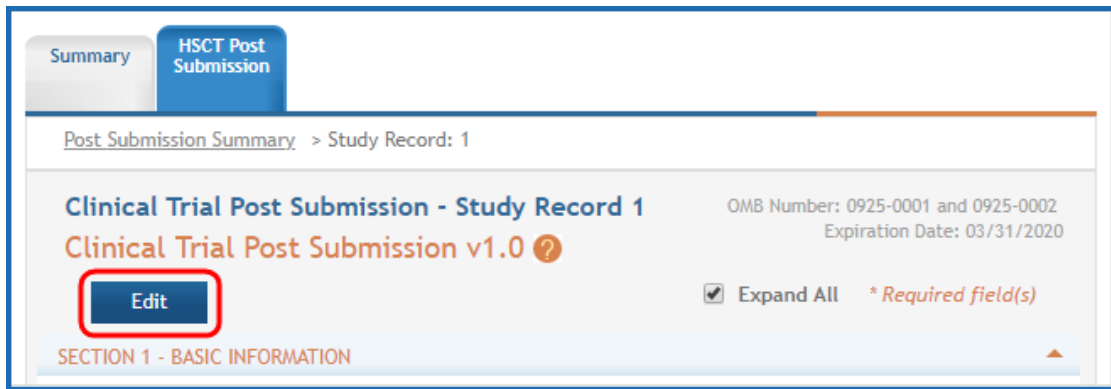 Summary
HSCT Post
Submission
Post Submission Summary > Study Record: 1
Clinical Trial Post Submission - Study Record 1
OMB Number: 0925-0001 and 0925-0002
Expiration Date: 03/31/2020
Clinical Trial Post Submission v1.0 ?
Edit
Expand All * Required field(s)
SECTION 1 - BASIC INFORMATION